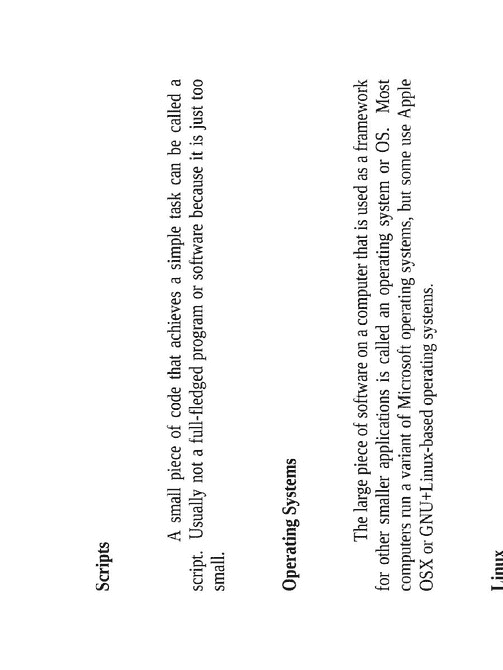 Scripts
A small piece of code that achieves a simple task can be called a
script. Usually not a full-fledged program or software because it is just too
small.
Operating Systems
The large piece of software on a computer that is used as a framework
for other smaller applications is called an operating system or OS. Most
computers run a variant of Microsoft operating systems, but some use Apple
OSX or GNU+Linux-based operating systems.
Linux